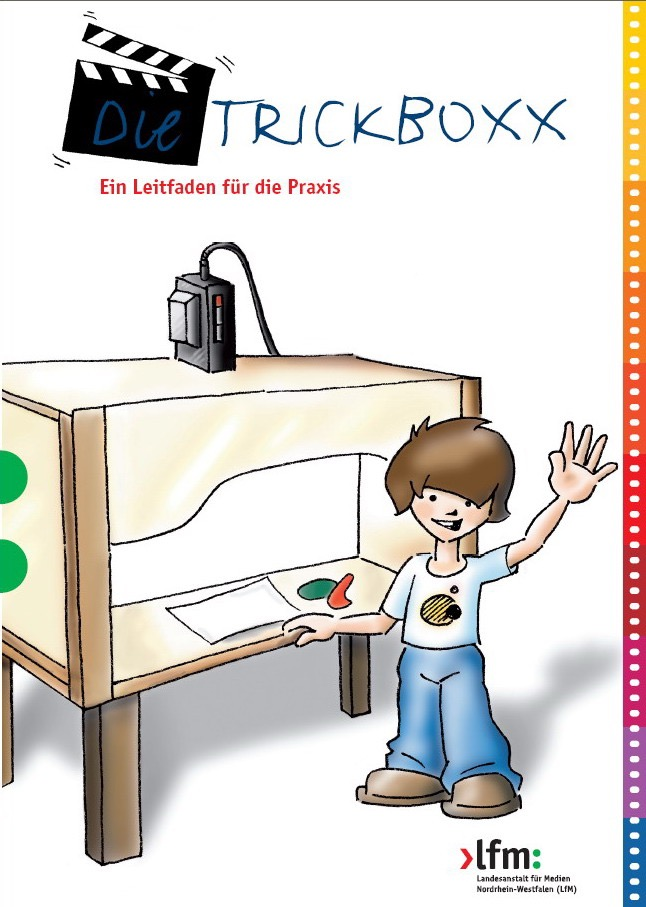 Die TRICKBOXX
Ein Leitfaden für die Praxis
lfm:
Landesanstalt für Medien
Nordrhein-Westfalen (LfM)